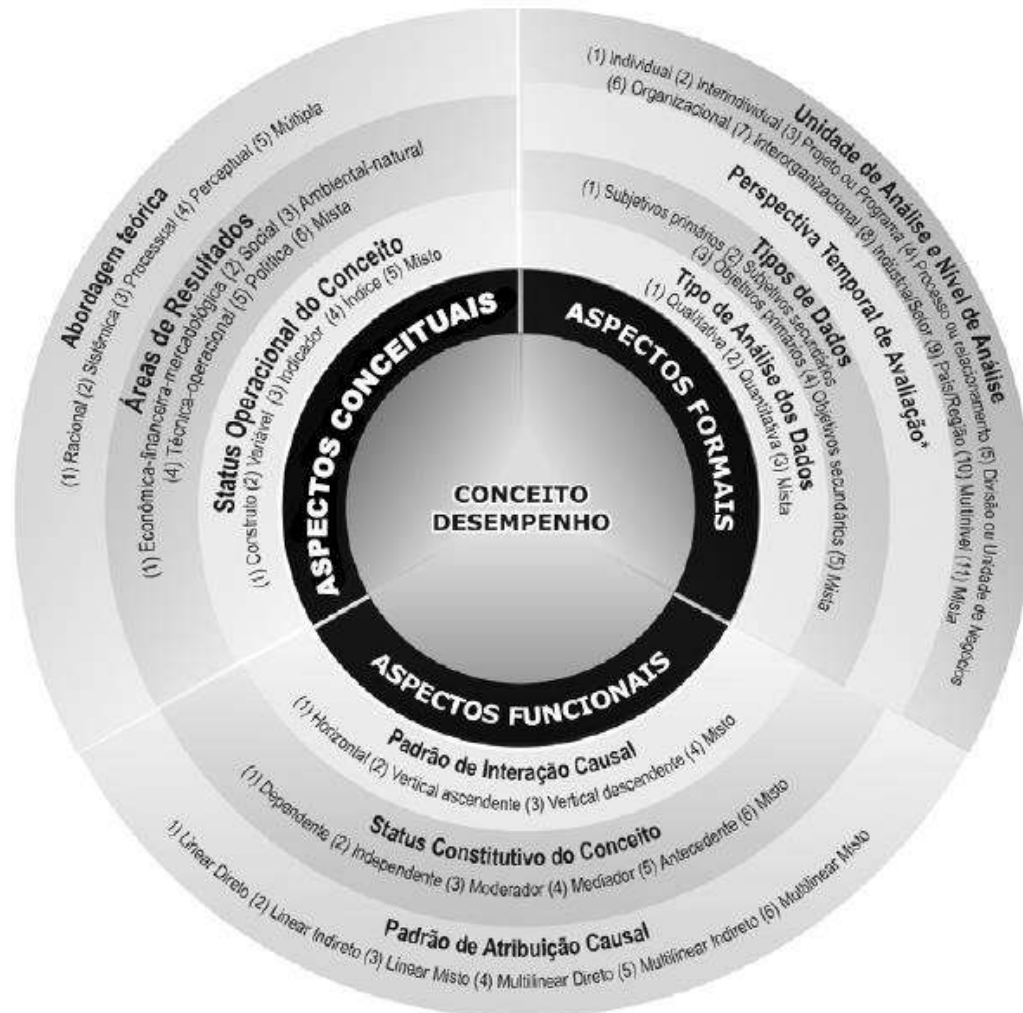 CONCEITO
DESEMPENHO
ASPECTOS CONCEITUAIS
Abordagem teórica
(1) Racional (2) Sistêmica (3) Processual (4) Perceptual (5) Múltipla
Áreas de Resultados
(1) Econômica-financeira-mercadológica (2) Social (3) Ambiental-natural
(4) Técnica-operacional (5) Política (6) Mista
Status Operacional do Conceito
(1) Construto (2) Variável (3) Indicador (4) Índice (5) Misto
ASPECTOS FORMAIS
Unidade de Análise e Nível de Análise
(1) Individual (2) Interindividual (3) Projeto ou Programa (4) Processo ou relacionamento (5) Divisão ou Unidade de Negócios
(6) Organizacional (7) Interorganizacional (8) Indústria/Setor (9) País/Região (10) Multinível (11) Mista
Perspectiva Temporal de Avaliação*
Tipos de Dados
(1) Subjetivos primários (2) Subjetivos secundários
(3) Objetivos primários (4) Objetivos secundários (5) Mista
Tipo de Análise dos Dados
(1) Qualitativa (2) Quantitativa (3) Mista
ASPECTOS FUNCIONAIS
Padrão de Interação Causal
(1) Horizontal (2) Vertical ascendente (3) Vertical descendente (4) Misto
Status Constitutivo do Conceito
(1) Dependente (2) Independente (3) Moderador (4) Mediador (5) Antecedente (6) Misto
Padrão de Atribuição Causal
1) Linear Direto (2) Linear Indireto (3) Linear Misto (4) Multilinear Direto (5) Multilinear Indireto (6) Multilinear Misto